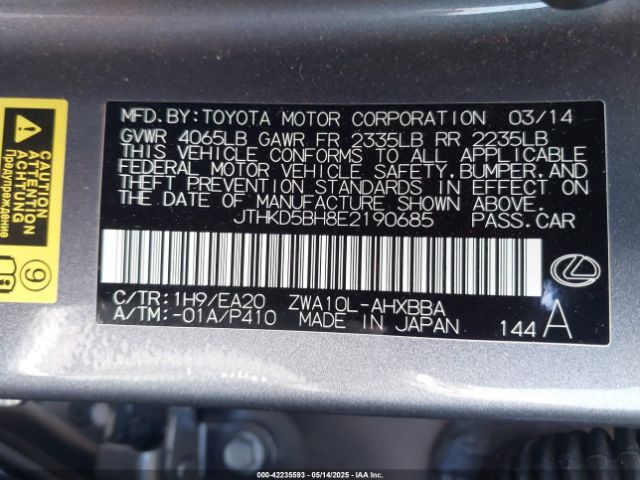 MFD.BY:TOYOTA MOTOR CORPORATION 03/14
GVWR 4065LB GAWR FR 2335LB RR 2235LB
THIS VEHICLE CONFORMS TO ALL APPLICABLE
FEDERAL MOTOR VEHICLE SAFETY,BUMPER,AND
THEFT PREVENTION STANDARDS IN EFFECT ON
THE DATE OF MANUFACTURE SHOWN ABOVE.
JTHKD5BH8E2190685 PASS.CAR
C/TR:1H9/EA20 ZWA10L-AHXBBA
A/TM:-01A/P410 MADE IN JAPAN 144 A
CAUTION
ACHTUNG
Предупреждение
9
000-42235593 05/14/2025 IAA, Inc.